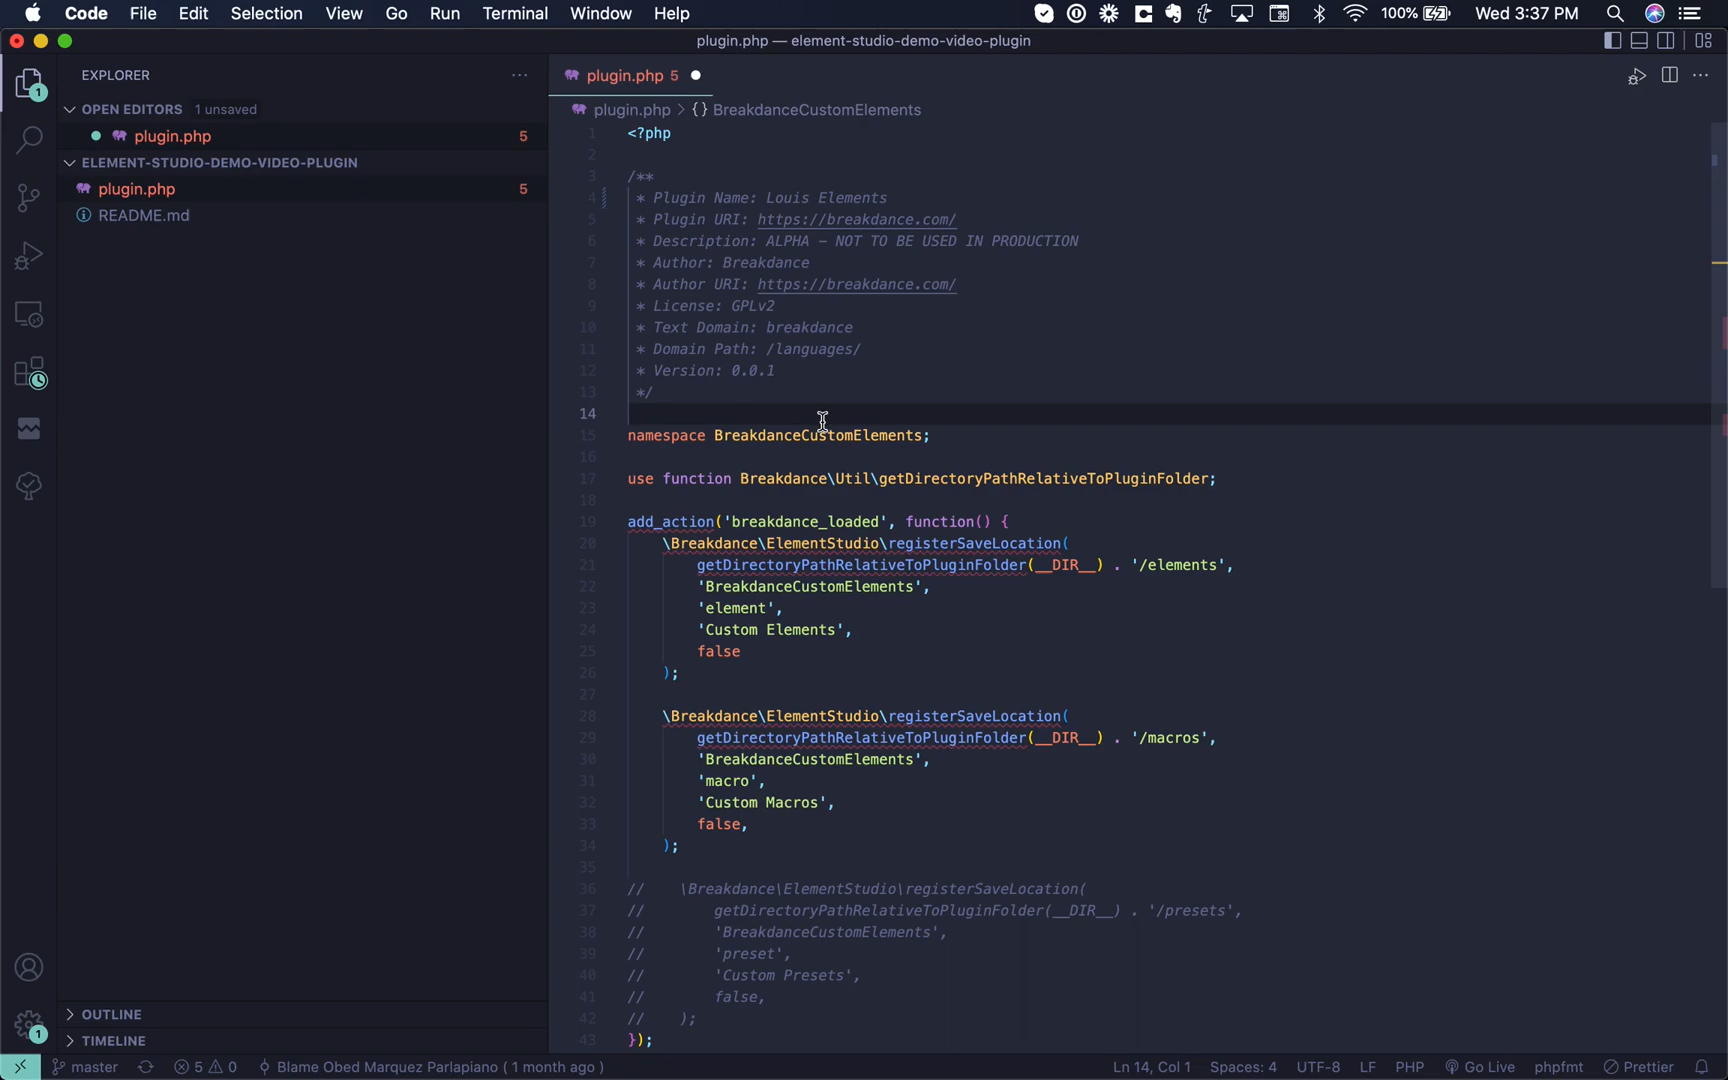 Code File Edit Selection View Go Run Terminal Window Help 100% Wed 3:37 PM
plugin.php — element-studio-demo-video-plugin
EXPLORER
OPEN EDITORS 1 unsaved
plugin.php 5
ELEMENT-STUDIO-DEMO-VIDEO-PLUGIN
plugin.php 5
README.md
OUTLINE
TIMELINE
1
1
plugin.php 5
plugin.php > {} BreakdanceCustomElements
1 <?php
2
3 /**
4 * Plugin Name: Louis Elements
5 * Plugin URI: https://breakdance.com/
6 * Description: ALPHA – NOT TO BE USED IN PRODUCTION
7 * Author: Breakdance
8 * Author URI: https://breakdance.com/
9 * License: GPLv2
10 * Text Domain: breakdance
11 * Domain Path: /languages/
12 * Version: 0.0.1
13 */
14
15 namespace BreakdanceCustomElements;
16
17 use function Breakdance\Util\getDirectoryPathRelativeToPluginFolder;
18
19 add_action('breakdance_loaded', function() {
20 \Breakdance\ElementStudio\registerSaveLocation(
21 getDirectoryPathRelativeToPluginFolder(__DIR__) . '/elements',
22 'BreakdanceCustomElements',
23 'element',
24 'Custom Elements',
25 false
26 );
27
28 \Breakdance\ElementStudio\registerSaveLocation(
29 getDirectoryPathRelativeToPluginFolder(__DIR__) . '/macros',
30 'BreakdanceCustomElements',
31 'macro',
32 'Custom Macros',
33 false,
34 );
35
36 // \Breakdance\ElementStudio\registerSaveLocation(
37 // getDirectoryPathRelativeToPluginFolder(__DIR__) . '/presets',
38 // 'BreakdanceCustomElements',
39 // 'preset',
40 // 'Custom Presets',
41 // false,
42 // );
43 });
master 5 0 Blame Obed Marquez Parlapiano ( 1 month ago ) Ln 14, Col 1 Spaces: 4 UTF-8 LF PHP Go Live phpfmt Prettier